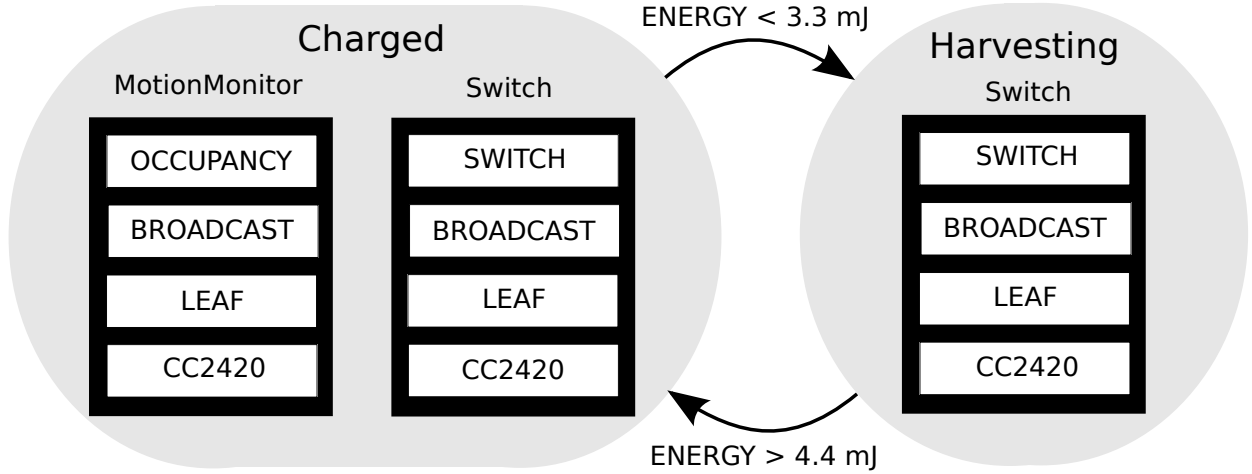 Charged
MotionMonitor
OCCUPANCY
BROADCAST
LEAF
CC2420
Switch
SWITCH
BROADCAST
LEAF
CC2420
ENERGY < 3.3 mJ
ENERGY > 4.4 mJ
Harvesting
Switch
SWITCH
BROADCAST
LEAF
CC2420